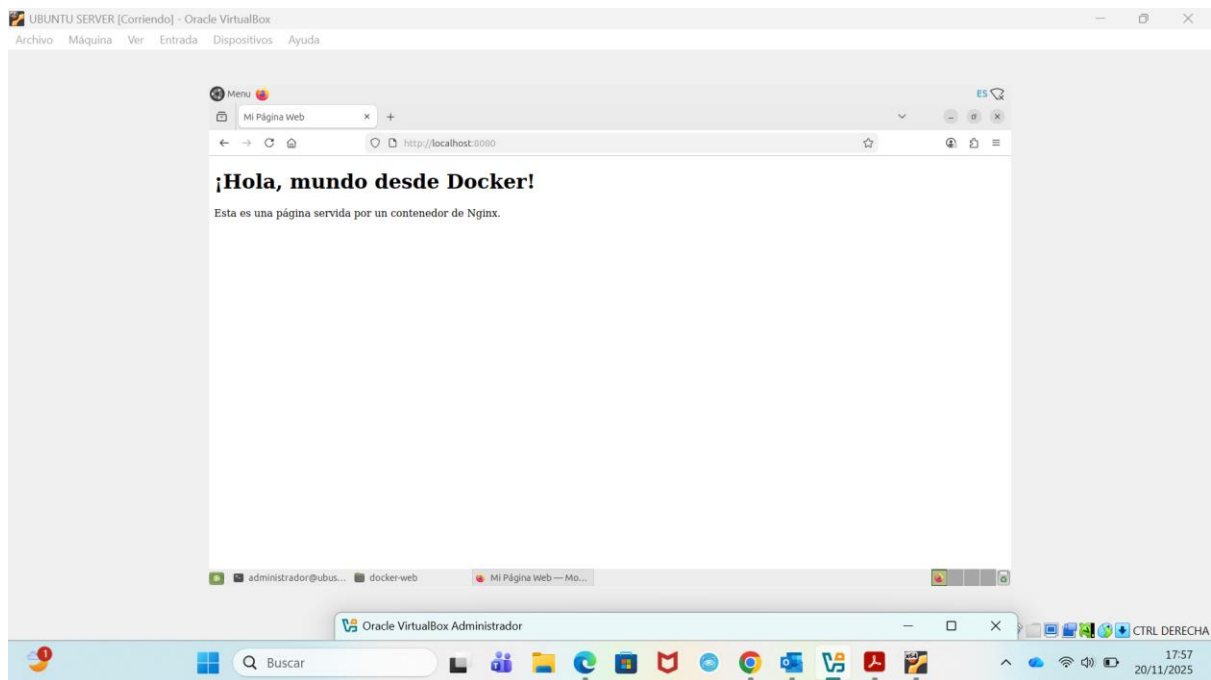 UBUNTU SERVER [Corriendo] - Oracle VirtualBox
Archivo Máquina Ver Entrada Dispositivos Ayuda
Menu ES
Mi Página Web
http://localhost:8080
¡Hola, mundo desde Docker!
Esta es una página servida por un contenedor de Nginx.
administrador@ubus... docker-web Mi Página Web — Mo...
Oracle VirtualBox Administrador
CTRL DERECHA
1
Buscar
17:57
20/11/2025